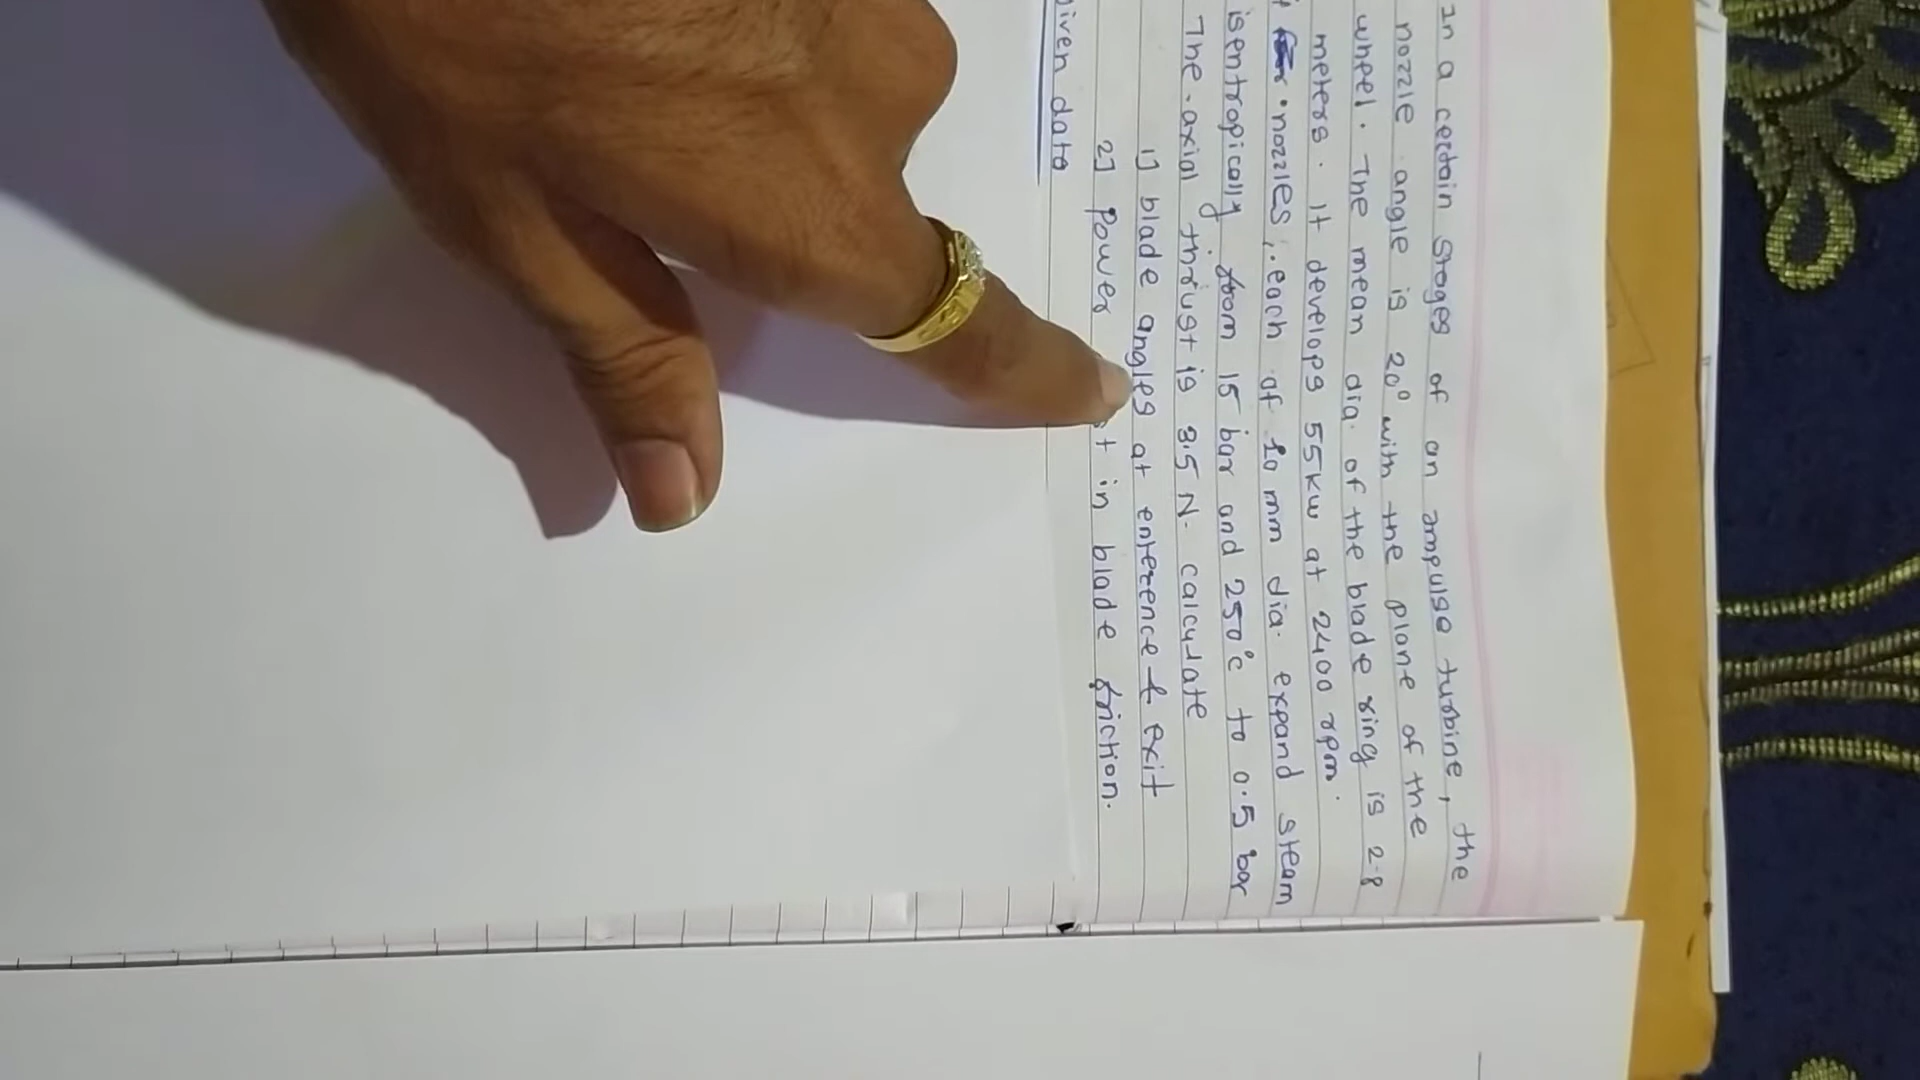 In a certain stages of an impulse turbine, the
nozzle angle is 20° with the plane of the
wheel. The mean dia. of the blade ring is 2.8
meters. It develops 55kw at 2400 rpm.
nozzles, each of 10 mm dia. expand steam
isentropically from 15 bar and 250°c to 0.5 bar
The axial thrust is 3.5 N. calculate
1] blade angles at enterence & exit
2] Power in blade friction.
given data